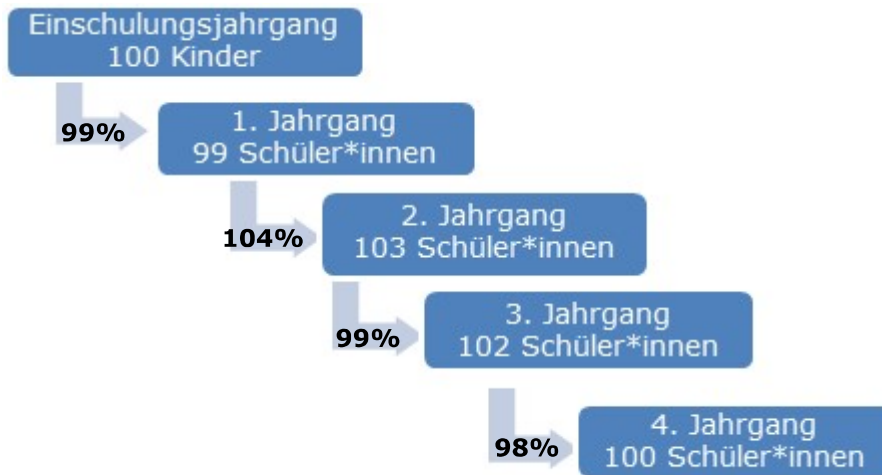 Einschulungsjahrgang
100 Kinder
99%
1. Jahrgang
99 Schüler*innen
104%
2. Jahrgang
103 Schüler*innen
99%
3. Jahrgang
102 Schüler*innen
98%
4. Jahrgang
100 Schüler*innen